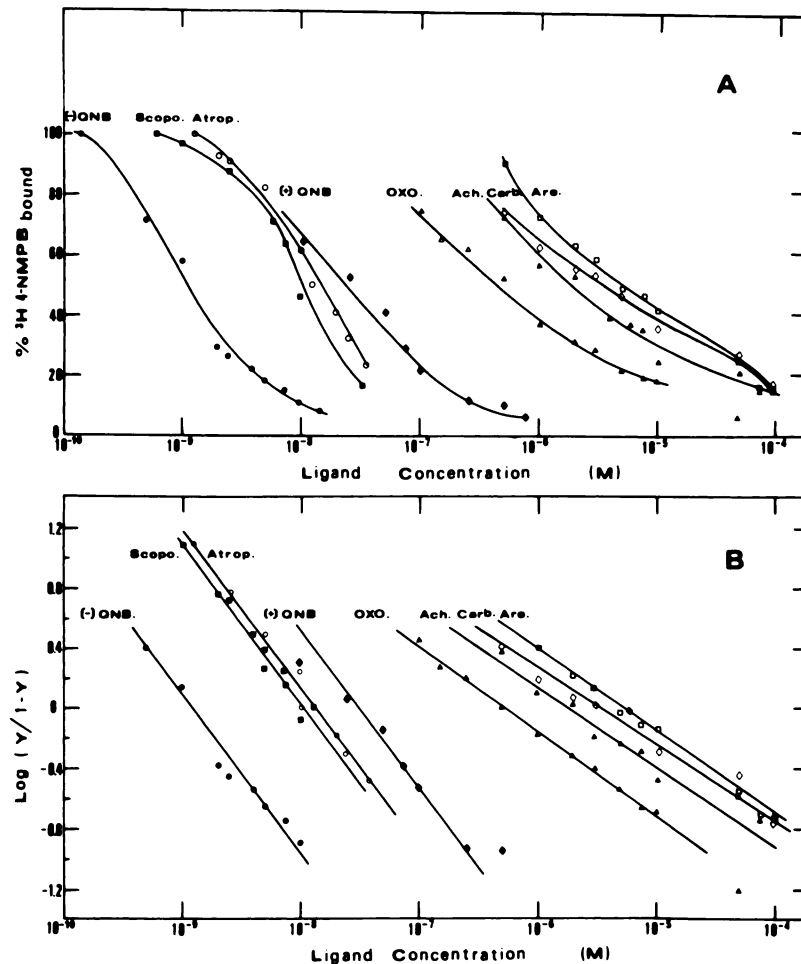 A
(-)QNB Scopo. Atrop.
(+)QNB OXO. Ach. Carb. Are.
100
80
60
40
20
0
% ³H 4-NMPB bound
10⁻¹⁰ 10⁻⁹ 10⁻⁸ 10⁻⁷ 10⁻⁶ 10⁻⁵ 10⁻⁴
Ligand Concentration (M)
B
Scopo. Atrop.
(-)QNB. (+)QNB OXO. Ach. Carb. Are.
1.2
0.8
0.4
0
-0.4
-0.8
-1.2
Log (Y/1-Y)
10⁻¹⁰ 10⁻⁹ 10⁻⁸ 10⁻⁷ 10⁻⁶ 10⁻⁵ 10⁻⁴
Ligand Concentration (M)